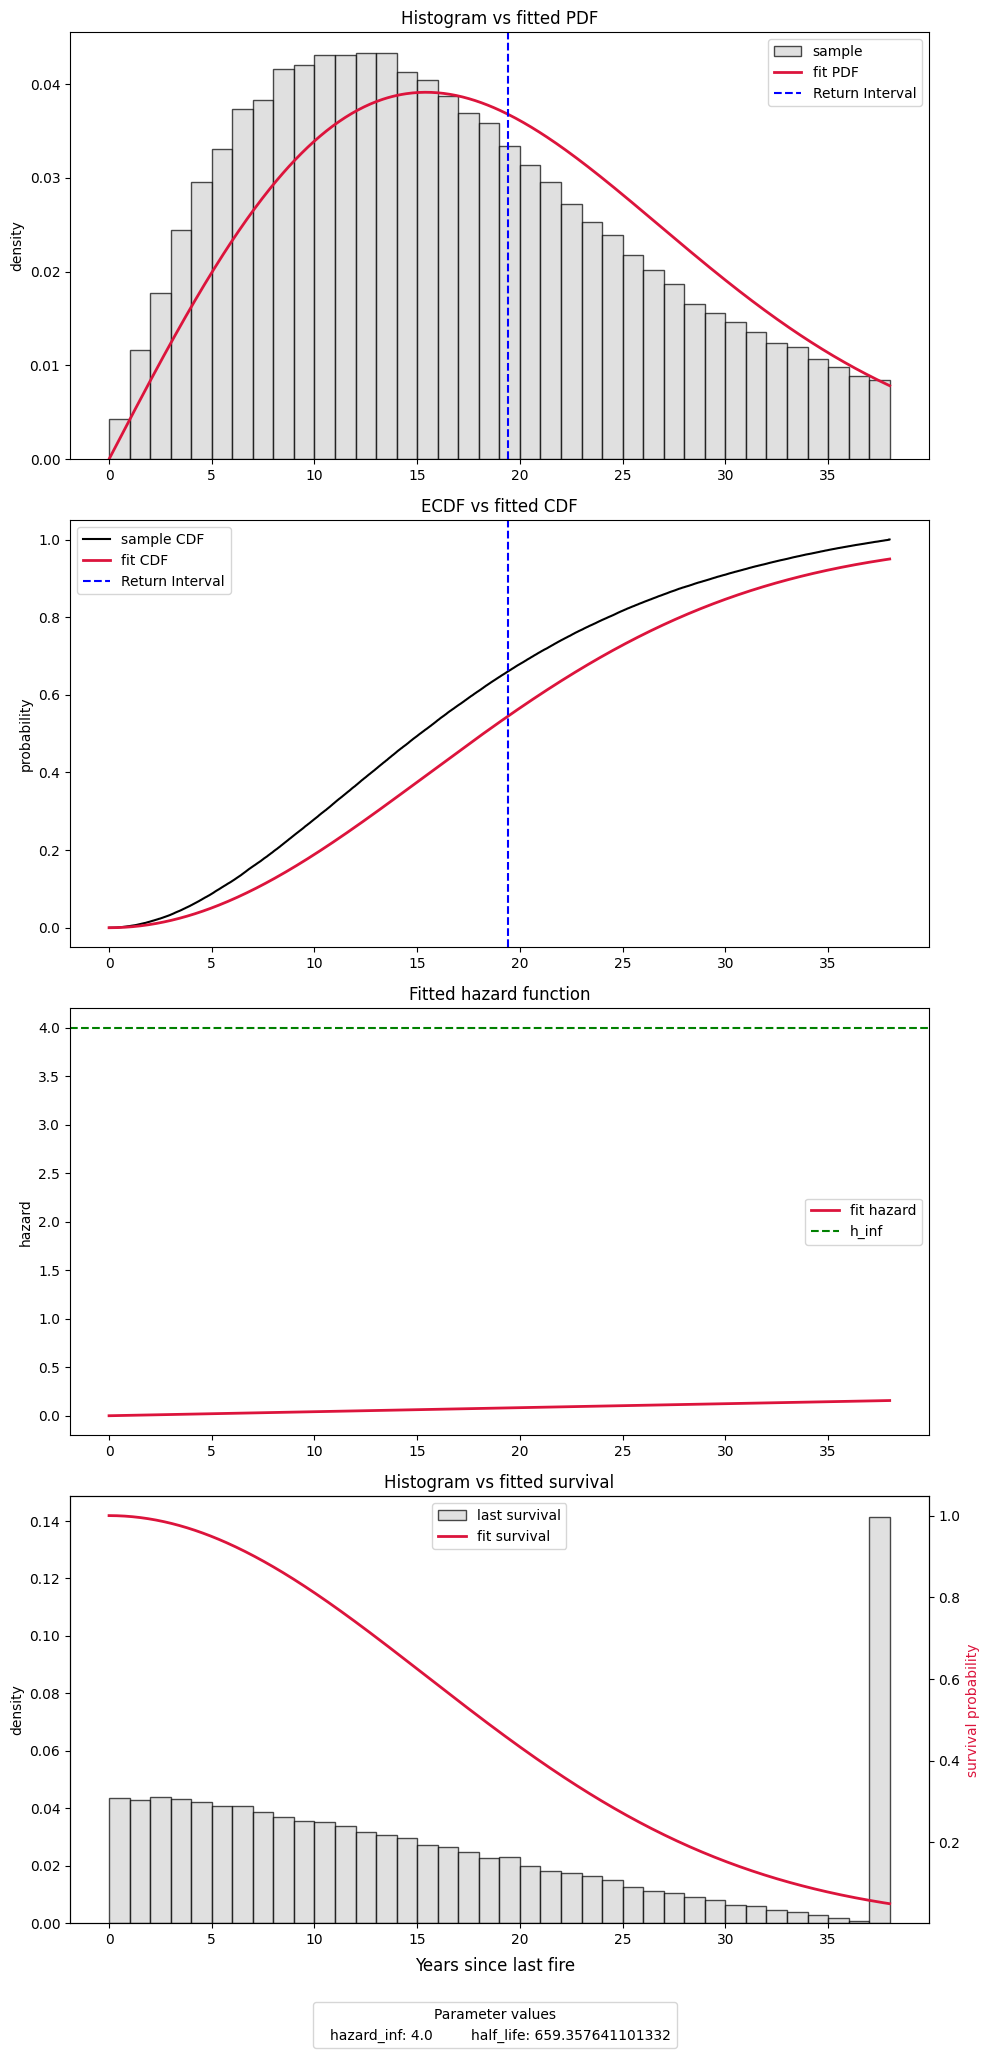 Histogram vs fitted PDF
sample
fit PDF
Return Interval
density
0.04
0.03
0.02
0.01
0.00
0 5 10 15 20 25 30 35
ECDF vs fitted CDF
sample CDF
fit CDF
Return Interval
probability
1.0
0.8
0.6
0.4
0.2
0.0
0 5 10 15 20 25 30 35
Fitted hazard function
fit hazard
h_inf
hazard
4.0
3.5
3.0
2.5
2.0
1.5
1.0
0.5
0.0
0 5 10 15 20 25 30 35
Histogram vs fitted survival
last survival
fit survival
density
0.14
0.12
0.10
0.08
0.06
0.04
0.02
0.00
1.0
0.8
0.6
0.4
0.2
survival probability
0 5 10 15 20 25 30 35
Years since last fire
Parameter values
hazard_inf: 4.0 half_life: 659.357641101332